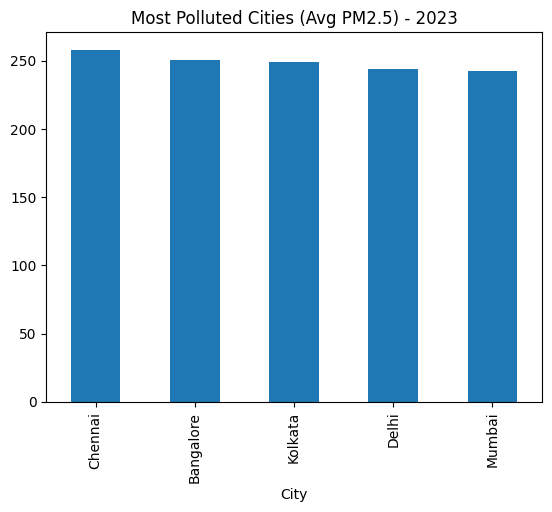 Most Polluted Cities (Avg PM2.5) - 2023
250
200
150
100
50
0
Chennai
Bangalore
Kolkata
Delhi
Mumbai
City